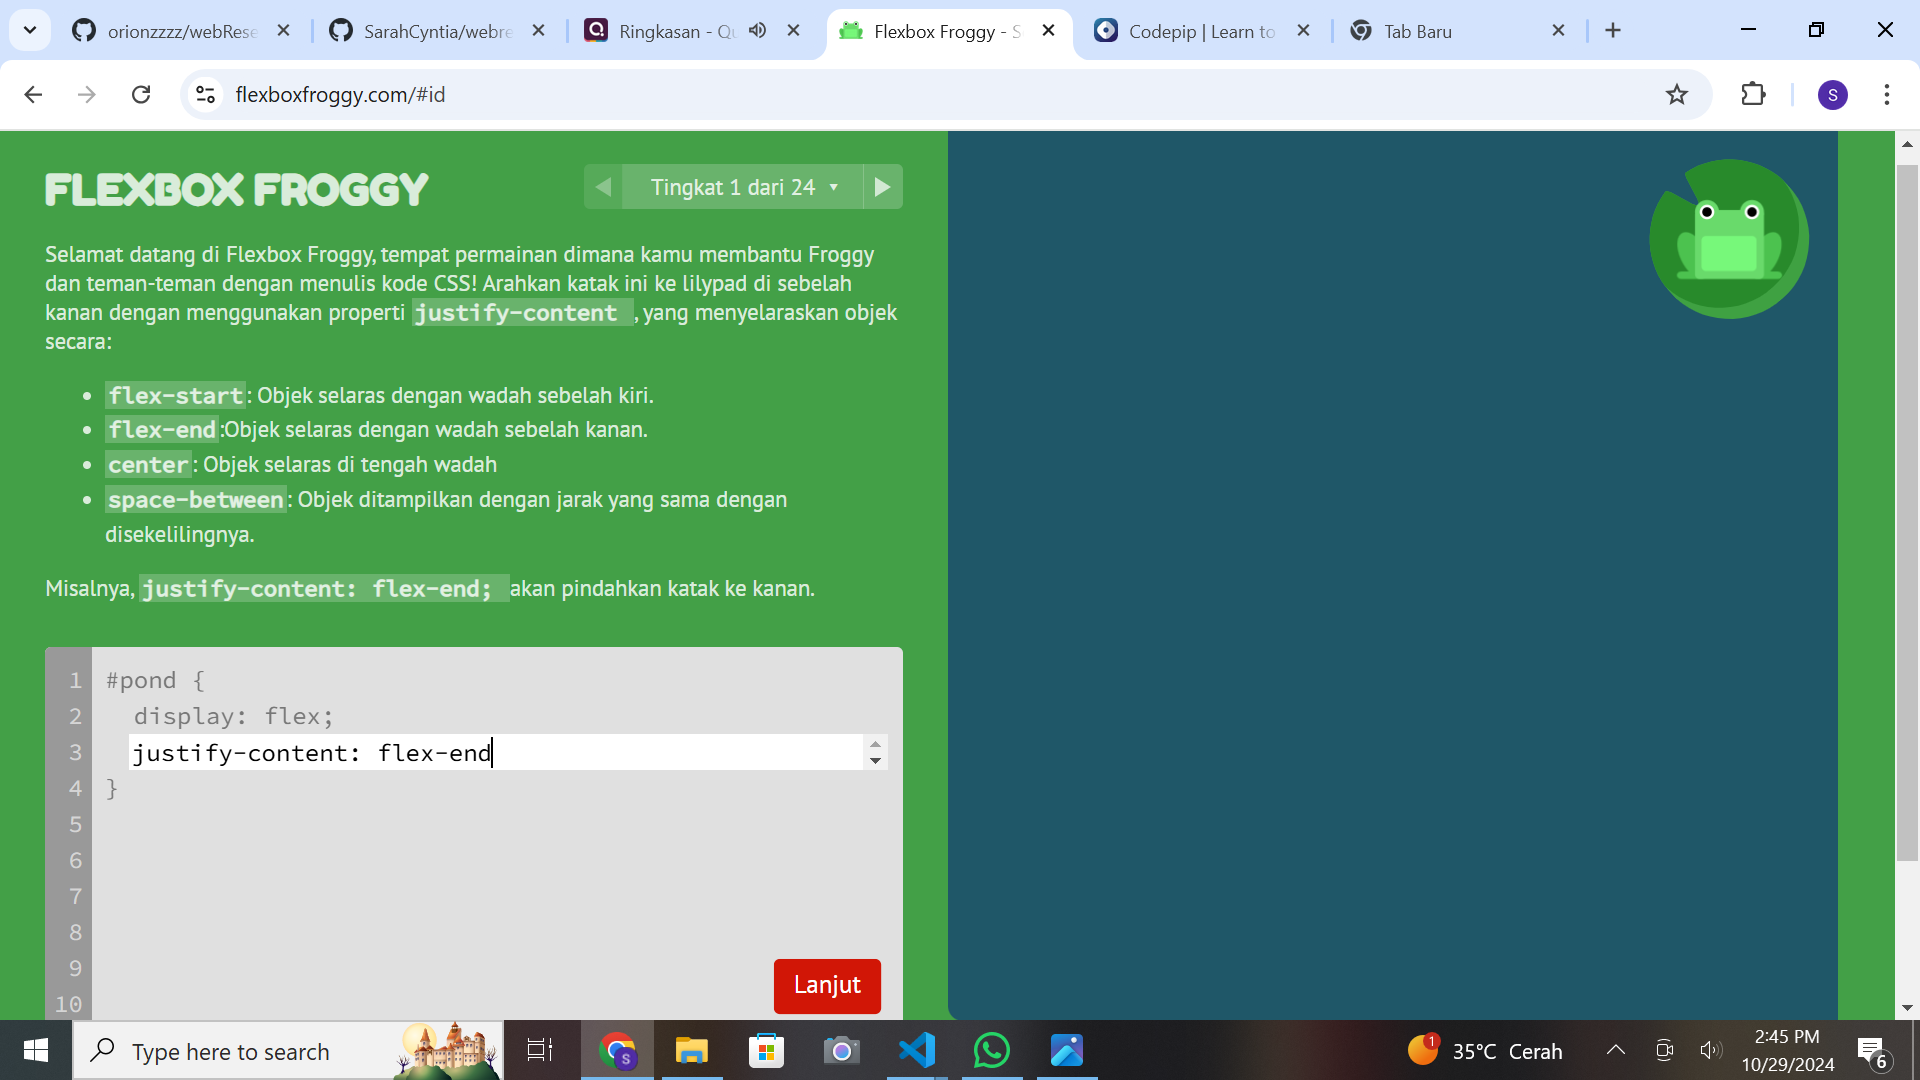 orionzzzz/webRese
SarahCyntia/webre
Ringkasan - Qu
Flexbox Froggy - S
Codepip | Learn to
Tab Baru
flexboxfroggy.com/#id
S
FLEXBOX FROGGY
Tingkat 1 dari 24
Selamat datang di Flexbox Froggy, tempat permainan dimana kamu membantu Froggy
dan teman-teman dengan menulis kode CSS! Arahkan katak ini ke lilypad di sebelah
kanan dengan menggunakan properti justify-content , yang menyelaraskan objek
secara:
• flex-start: Objek selaras dengan wadah sebelah kiri.
• flex-end:Objek selaras dengan wadah sebelah kanan.
• center: Objek selaras di tengah wadah
• space-between: Objek ditampilkan dengan jarak yang sama dengan
disekelilingnya.
Misalnya, justify-content: flex-end; akan pindahkan katak ke kanan.
1 #pond {
2 display: flex;
3 justify-content: flex-end
4 }
5
6
7
8
9
10
Lanjut
Type here to search
S
1
35°C Cerah
2:45 PM
10/29/2024
6